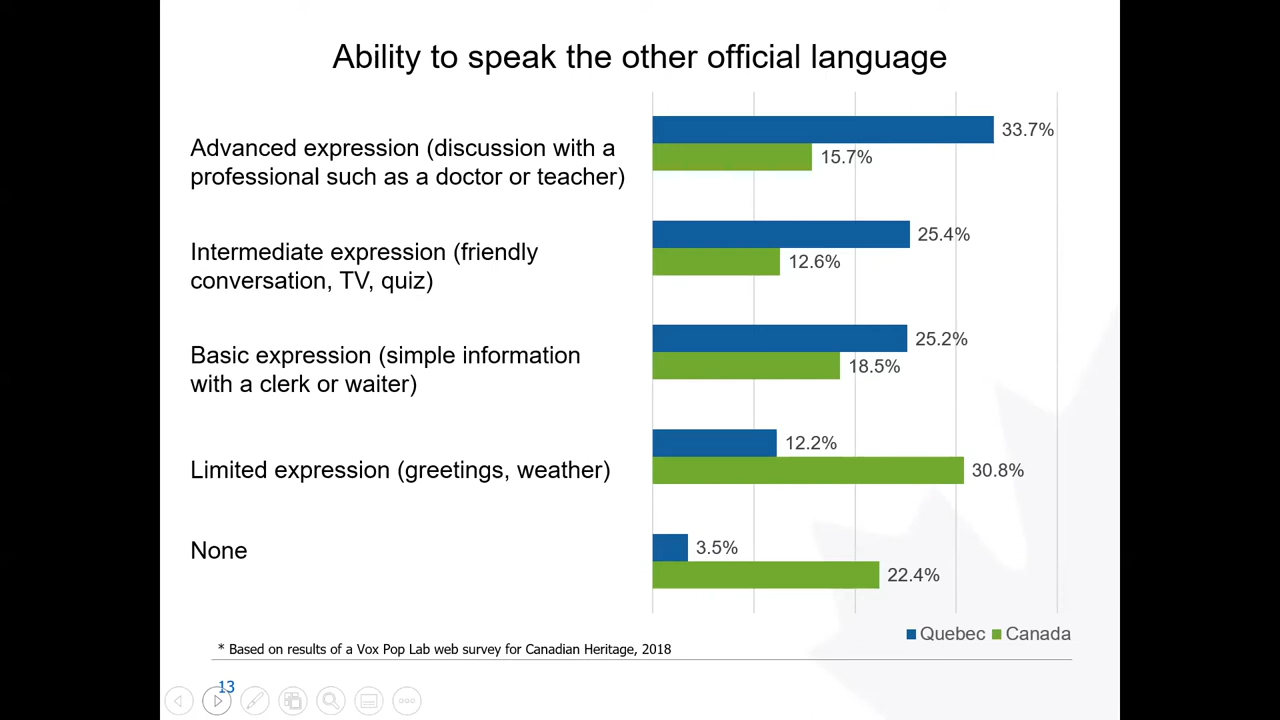 Ability to speak the other official language
Advanced expression (discussion with a
professional such as a doctor or teacher)
33.7%
15.7%
Intermediate expression (friendly
conversation, TV, quiz)
25.4%
12.6%
Basic expression (simple information
with a clerk or waiter)
25.2%
18.5%
Limited expression (greetings, weather)
12.2%
30.8%
None
3.5%
22.4%
Quebec Canada
* Based on results of a Vox Pop Lab web survey for Canadian Heritage, 2018
13